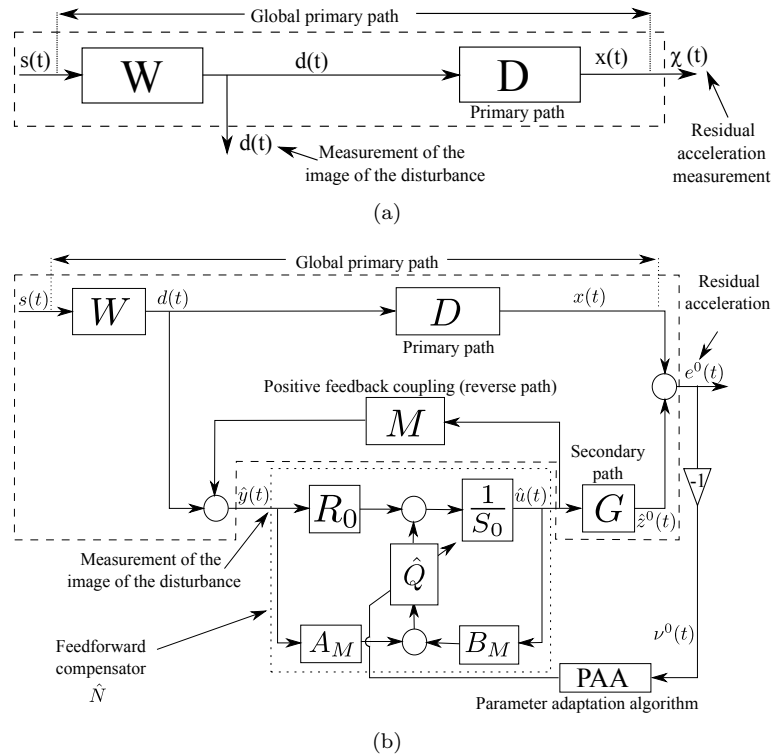 Global primary path
s(t)
W
d(t)
D
x(t)
χ(t)
Primary path
d(t)
Measurement of the
image of the disturbance
Residual
acceleration
measurement
(a)
Global primary path
s(t)
W
d(t)
D
x(t)
Primary path
Residual
acceleration
e⁰(t)
Positive feedback coupling (reverse path)
M
Secondary
path
-1
ŷ(t)
R₀
1
S₀
û(t)
G
ẑ⁰(t)
Measurement of the
image of the disturbance
Q̂
A_M
B_M
ν⁰(t)
Feedforward
compensator
N̂
PAA
Parameter adaptation algorithm
(b)